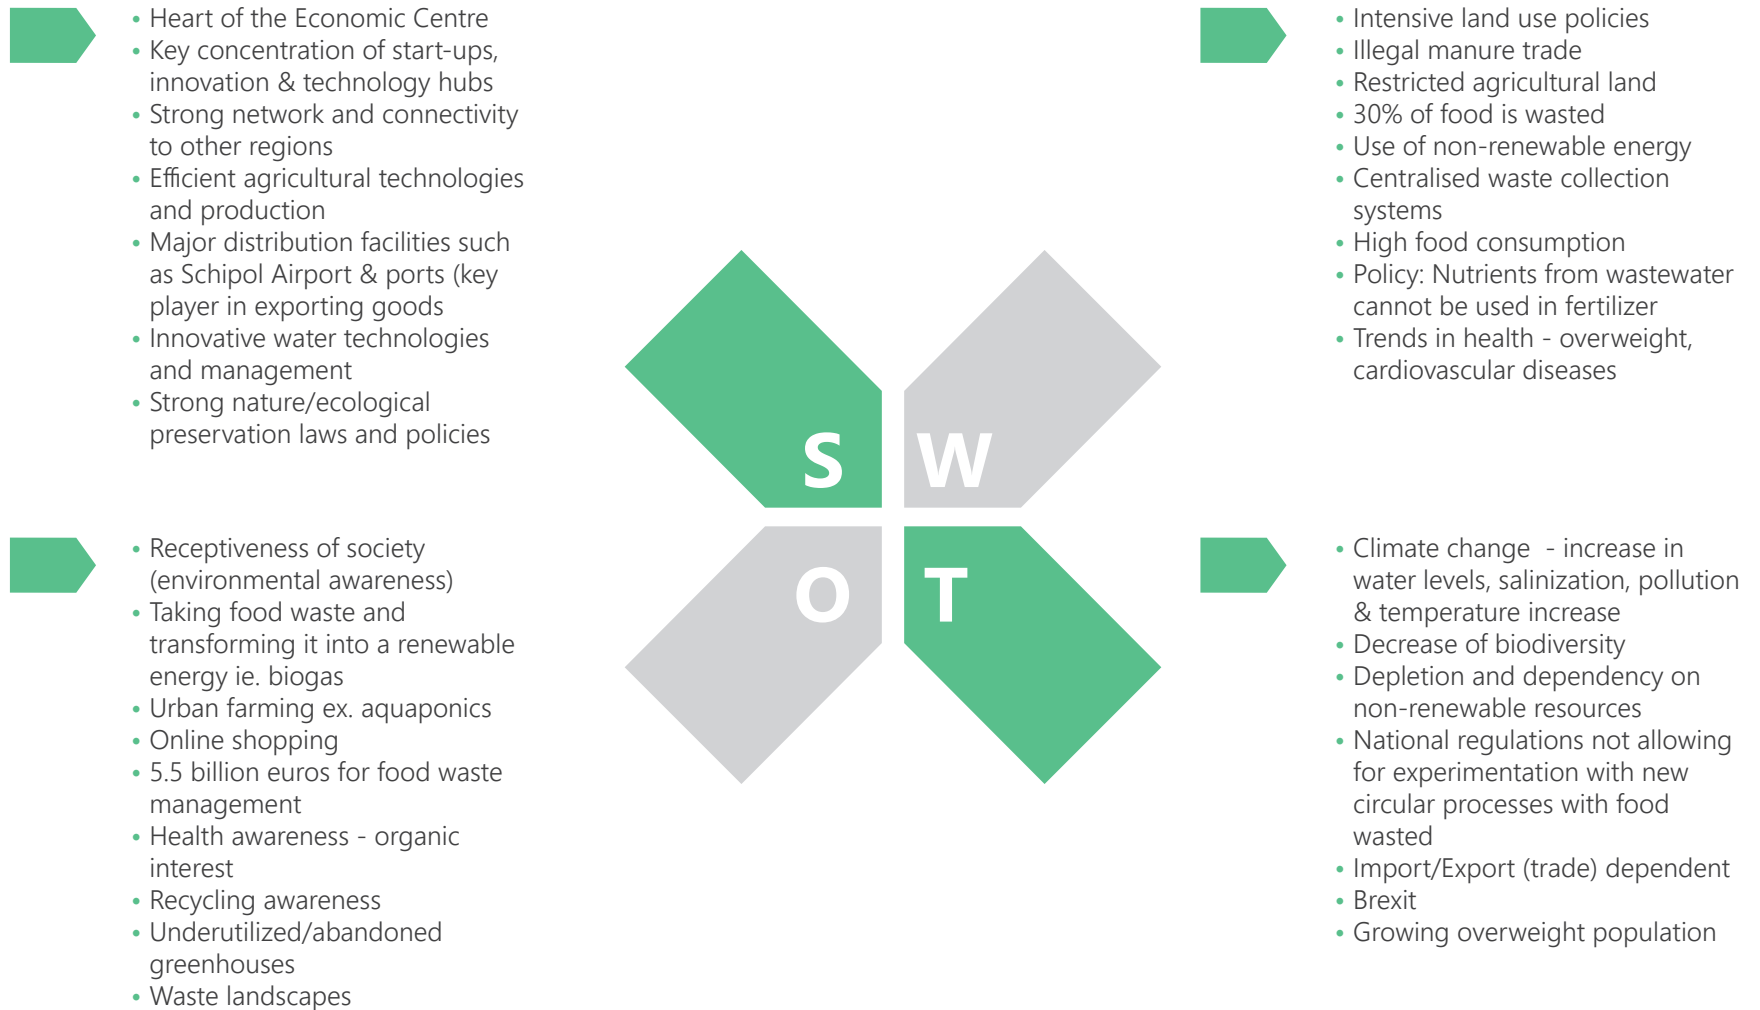 • Heart of the Economic Centre
• Key concentration of start-ups,
innovation & technology hubs
• Strong network and connectivity
to other regions
• Efficient agricultural technologies
and production
• Major distribution facilities such
as Schipol Airport & ports (key
player in exporting goods
• Innovative water technologies
and management
• Strong nature/ecological
preservation laws and policies
• Intensive land use policies
• Illegal manure trade
• Restricted agricultural land
• 30% of food is wasted
• Use of non-renewable energy
• Centralised waste collection
systems
• High food consumption
• Policy: Nutrients from wastewater
cannot be used in fertilizer
• Trends in health - overweight,
cardiovascular diseases
S W
O T
• Receptiveness of society
(environmental awareness)
• Taking food waste and
transforming it into a renewable
energy ie. biogas
• Urban farming ex. aquaponics
• Online shopping
• 5.5 billion euros for food waste
management
• Health awareness - organic
interest
• Recycling awareness
• Underutilized/abandoned
greenhouses
• Waste landscapes
• Climate change  - increase in
water levels, salinization, pollution
& temperature increase
• Decrease of biodiversity
• Depletion and dependency on
non-renewable resources
• National regulations not allowing
for experimentation with new
circular processes with food
wasted
• Import/Export (trade) dependent
• Brexit
• Growing overweight population